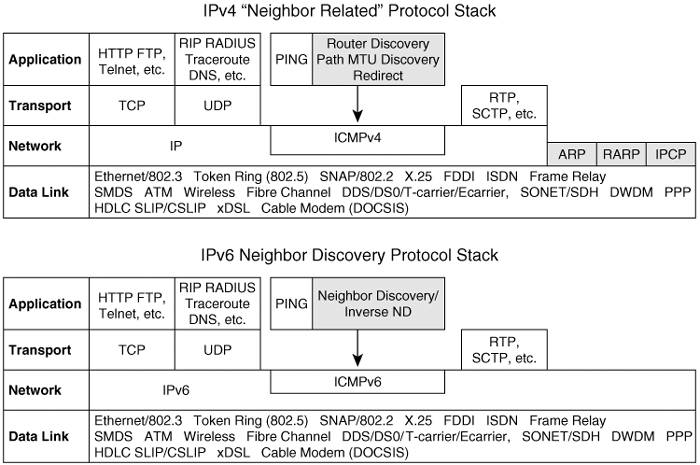 IPv4 “Neighbor Related” Protocol Stack
Application
HTTP FTP,
Telnet, etc.
RIP RADIUS
Traceroute
DNS, etc.
PING
Router Discovery
Path MTU Discovery
Redirect
Transport
TCP
UDP
RTP,
SCTP, etc.
Network
IP
ICMPv4
ARP
RARP
IPCP
Data Link
Ethernet/802.3 Token Ring (802.5) SNAP/802.2 X.25 FDDI ISDN Frame Relay
SMDS ATM Wireless Fibre Channel DDS/DS0/T-carrier/Ecarrier, SONET/SDH DWDM PPP
HDLC SLIP/CSLIP xDSL Cable Modem (DOCSIS)
IPv6 Neighbor Discovery Protocol Stack
Application
HTTP FTP,
Telnet, etc.
RIP RADIUS
Traceroute
DNS, etc.
PING
Neighbor Discovery/
Inverse ND
Transport
TCP
UDP
RTP,
SCTP, etc.
Network
IPv6
ICMPv6
Data Link
Ethernet/802.3 Token Ring (802.5) SNAP/802.2 X.25 FDDI ISDN Frame Relay
SMDS ATM Wireless Fibre Channel DDS/DS0/T-carrier/Ecarrier, SONET/SDH DWDM PPP
HDLC SLIP/CSLIP xDSL Cable Modem (DOCSIS)